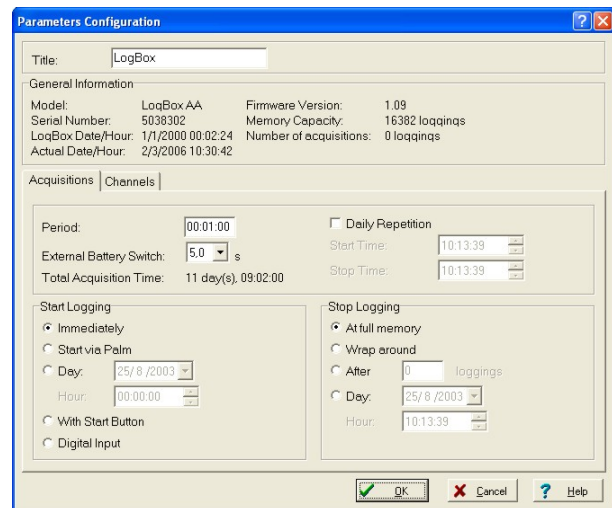 Parameters Configuration
Title: LogBox
General Information
Model: LogBox AA Firmware Version: 1.09
Serial Number: 5038302 Memory Capacity: 16382 loggings
LogBox Date/Hour: 1/1/2000 00:02:24 Number of acquisitions: 0 loggings
Actual Date/Hour: 2/3/2006 10:30:42
Acquisitions Channels
Period: 00:01:00
External Battery Switch: 5,0 s
Total Acquisition Time: 11 day(s), 09:02:00
Daily Repetition
Start Time: 10:13:39
Stop Time: 10:13:39
Start Logging
Immediately
Start via Palm
Day: 25/ 8 /2003
Hour: 00:00:00
With Start Button
Digital Input
Stop Logging
At full memory
Wrap around
After 0 loggings
Day: 25/ 8 /2003
Hour: 10:13:39
OK Cancel ? Help